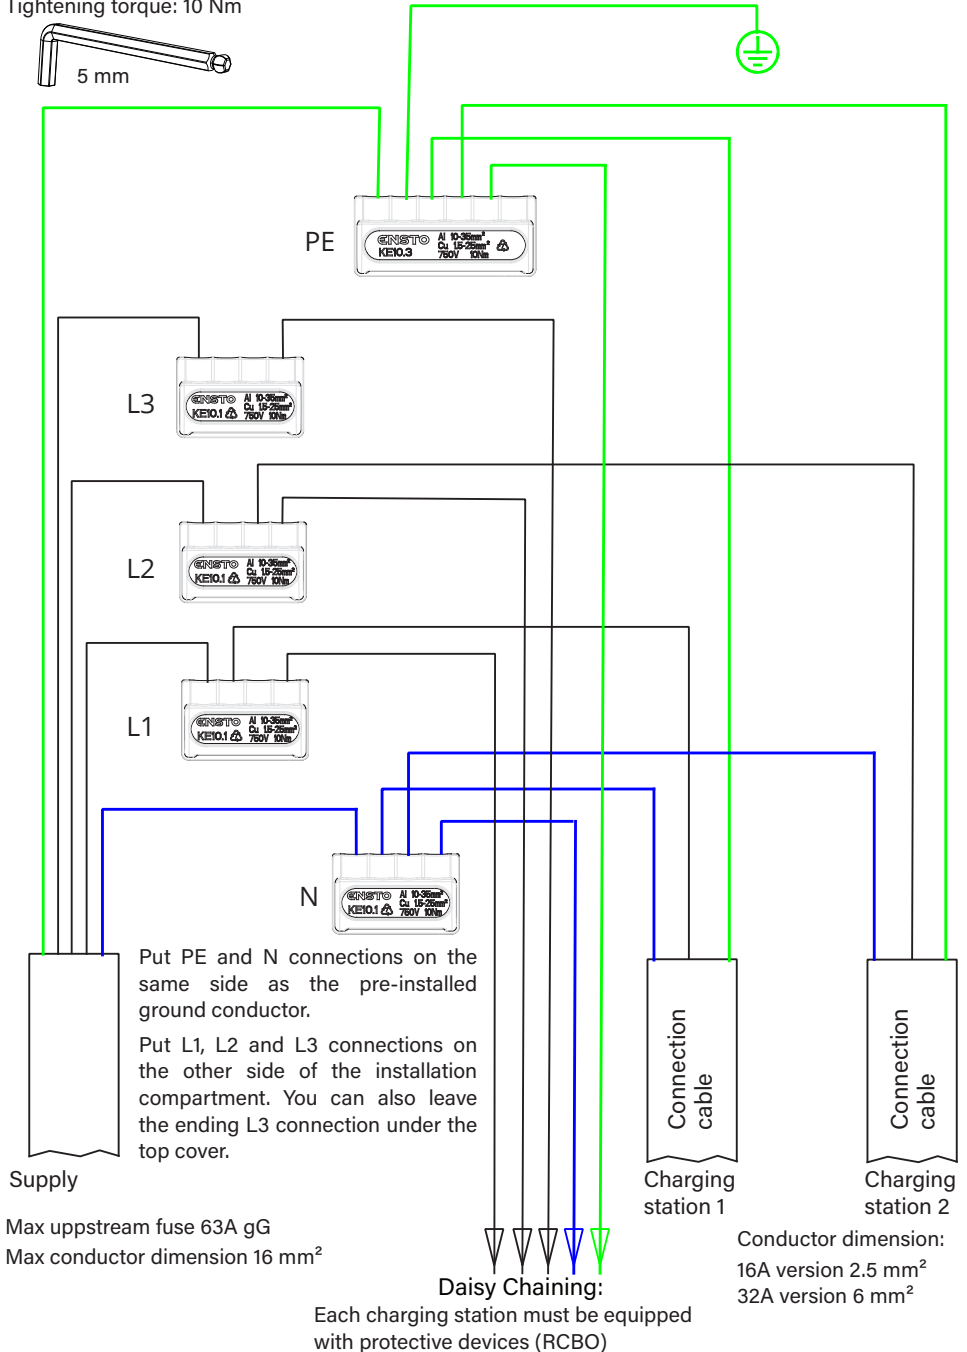 Tightening torque: 10 Nm
5 mm
PE
ENSTO
KE10.3
Al 10-35mm²
Cu 1.5-25mm²
750V 10Nm
L3
ENSTO
KE10.1
Al 10-35mm²
Cu 1.5-25mm²
750V 10Nm
L2
ENSTO
KE10.1
Al 10-35mm²
Cu 1.5-25mm²
750V 10Nm
L1
ENSTO
KE10.1
Al 10-35mm²
Cu 1.5-25mm²
750V 10Nm
N
ENSTO
KE10.1
Al 10-35mm²
Cu 1.5-25mm²
750V 10Nm
Put PE and N connections on the
same side as the pre-installed
ground conductor.
Put L1, L2 and L3 connections on
the other side of the installation
compartment. You can also leave
the ending L3 connection under the
top cover.
Supply
Max uppstream fuse 63A gG
Max conductor dimension 16 mm²
Connection
cable
Charging
station 1
Connection
cable
Charging
station 2
Conductor dimension:
16A version 2.5 mm²
32A version 6 mm²
Daisy Chaining:
Each charging station must be equipped
with protective devices (RCBO)